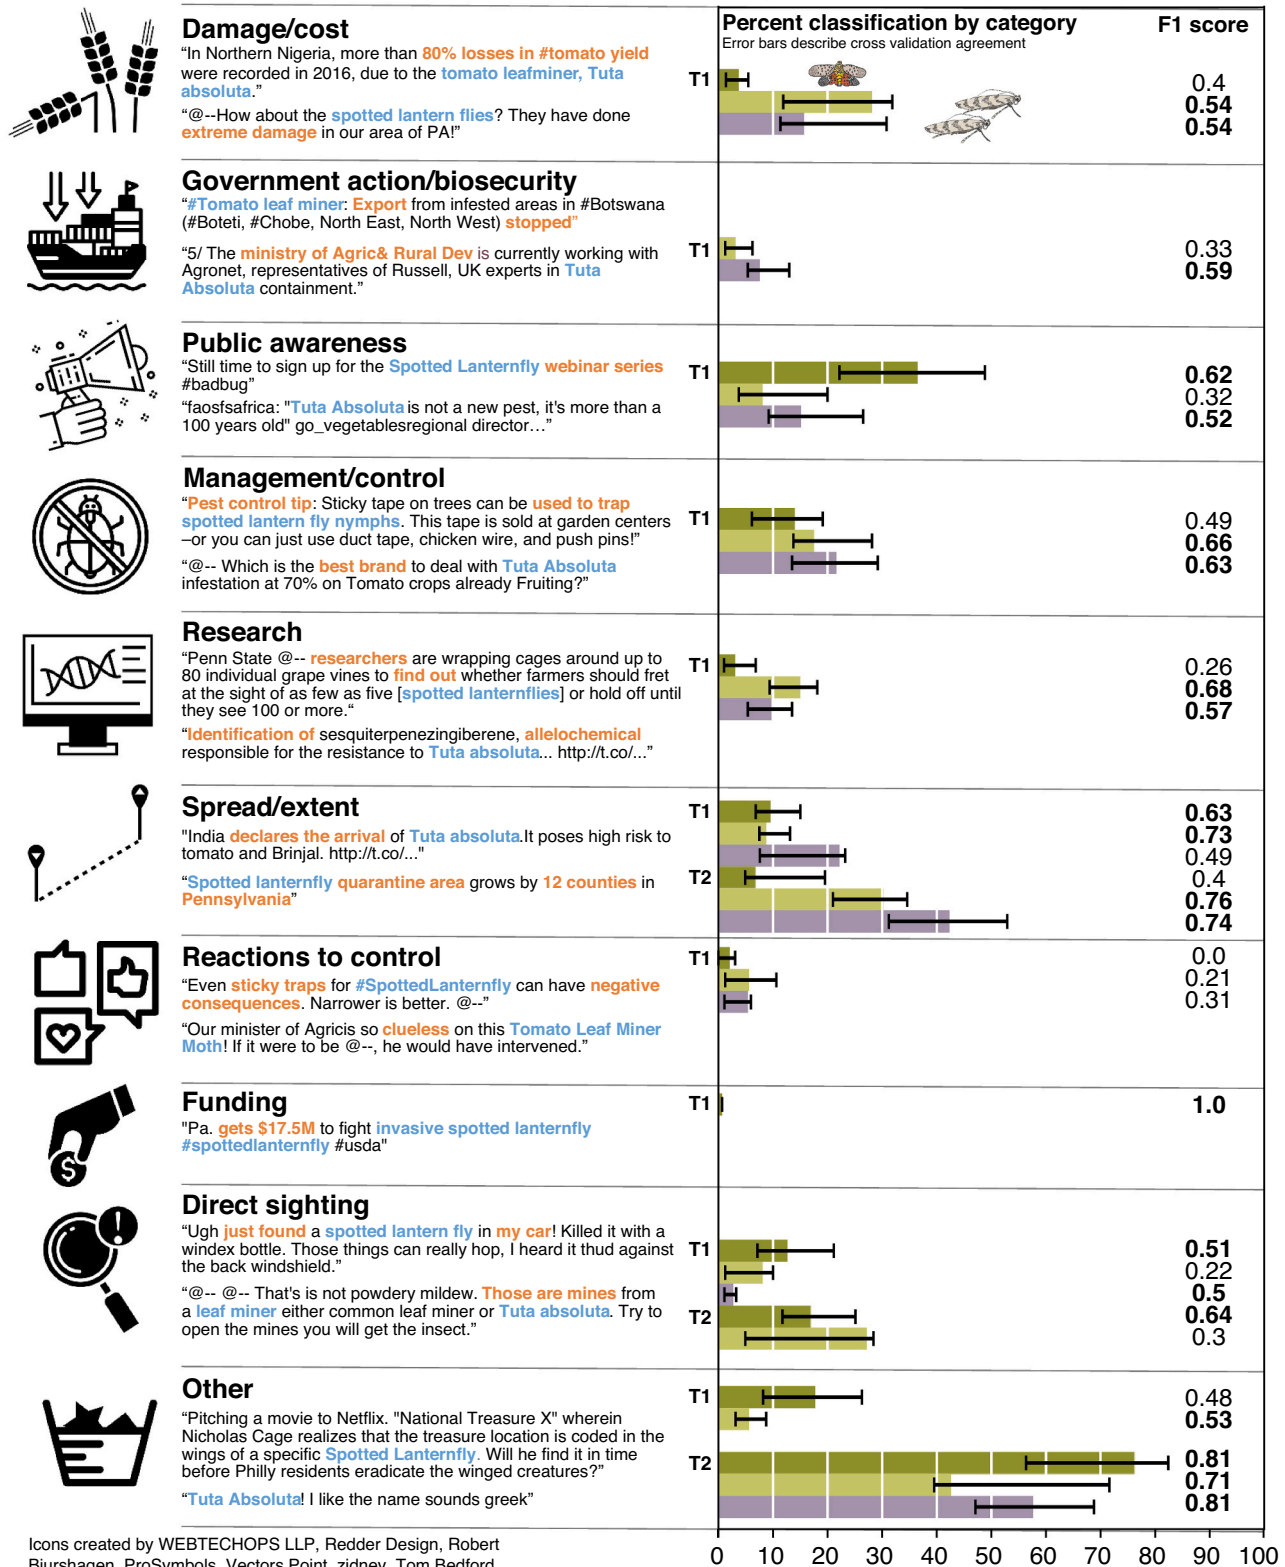 Damage/cost
“In Northern Nigeria, more than 80% losses in #tomato yield
were recorded in 2016, due to the tomato leafminer, Tuta
absoluta.”
“@--How about the spotted lantern flies? They have done
extreme damage in our area of PA!”
Percent classification by category
F1 score
Error bars describe cross validation agreement
T1
0.4
0.54
0.54
Government action/biosecurity
“#Tomato leaf miner: Export from infested areas in #Botswana
(#Boteti, #Chobe, North East, North West) stopped”
“5/ The ministry of Agric& Rural Dev is currently working with
Agronet, representatives of Russell, UK experts in Tuta
Absoluta containment.”
T1
0.33
0.59
Public awareness
“Still time to sign up for the Spotted Lanternfly webinar series
#badbug”
“faosfsafrica: "Tuta Absoluta is not a new pest, it's more than a
100 years old" go_vegetablesregional director…”
T1
0.62
0.32
0.52
Management/control
“Pest control tip: Sticky tape on trees can be used to trap
spotted lantern fly nymphs. This tape is sold at garden centers
–or you can just use duct tape, chicken wire, and push pins!”
“@-- Which is the best brand to deal with Tuta Absoluta
infestation at 70% on Tomato crops already Fruiting?”
T1
0.49
0.66
0.63
Research
“Penn State @-- researchers are wrapping cages around up to
80 individual grape vines to find out whether farmers should fret
at the sight of as few as five [spotted lanternflies] or hold off until
they see 100 or more.“
“Identification of sesquiterpenezingiberene, allelochemical
responsible for the resistance to Tuta absoluta... http://t.co/...”
T1
0.26
0.68
0.57
Spread/extent
"India declares the arrival of Tuta absoluta.It poses high risk to
tomato and Brinjal. http://t.co/..."
“Spotted lanternfly quarantine area grows by 12 counties in
Pennsylvania”
T1
0.63
0.73
0.49
T2
0.4
0.76
0.74
Reactions to control
“Even sticky traps for #SpottedLanternfly can have negative
consequences. Narrower is better. @--”
“Our minister of Agricis so clueless on this Tomato Leaf Miner
Moth! If it were to be @--, he would have intervened.”
T1
0.0
0.21
0.31
Funding
"Pa. gets $17.5M to fight invasive spotted lanternfly
#spottedlanternfly #usda"
T1
1.0
$
Direct sighting
“Ugh just found a spotted lantern fly in my car! Killed it with a
windex bottle. Those things can really hop, I heard it thud against
the back windshield.”
“@-- @-- That's is not powdery mildew. Those are mines from
a leaf miner either common leaf miner or Tuta absoluta. Try to
open the mines you will get the insect.”
!
T1
0.51
0.22
0.5
T2
0.64
0.3
Other
“Pitching a movie to Netflix. "National Treasure X" wherein
Nicholas Cage realizes that the treasure location is coded in the
wings of a specific Spotted Lanternfly. Will he find it in time
before Philly residents eradicate the winged creatures?”
“Tuta Absoluta! I like the name sounds greek”
T1
0.48
0.53
T2
0.81
0.71
0.81
0 10 20 30 40 50 60 70 80 90 100
Icons created by WEBTECHOPS LLP, Redder Design, Robert
Bjurshagen, ProSymbols, Vectors Point, zidney, Tom Bedford